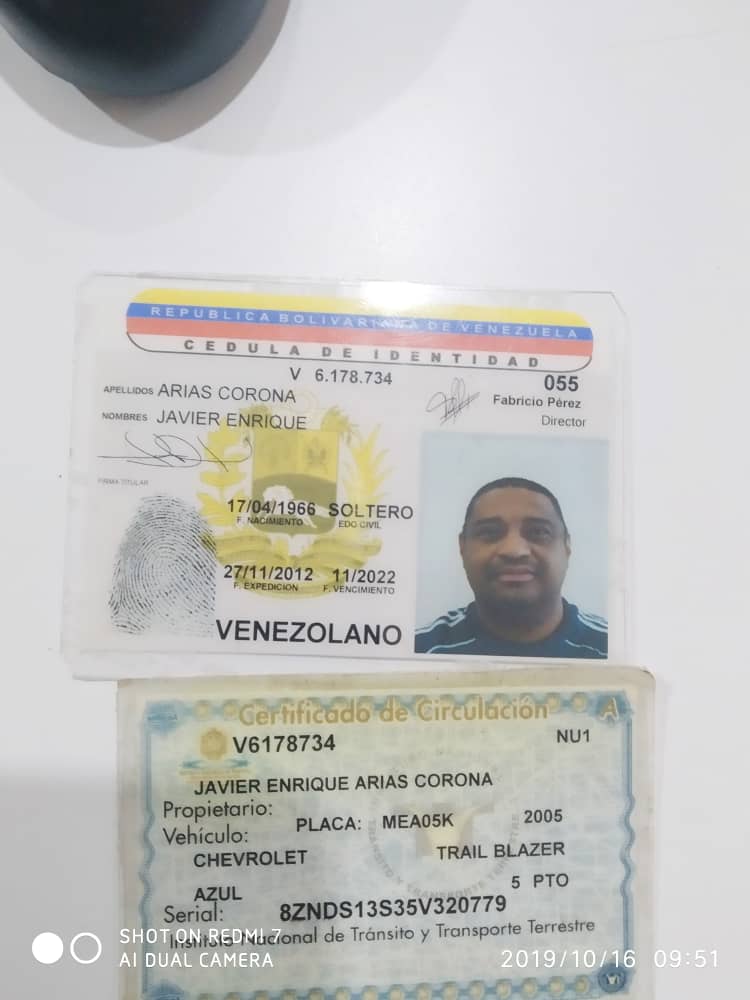 REPUBLICA BOLIVARIANA DE VENEZUELA
CEDULA DE IDENTIDAD
V 6.178.734
055
APELLIDOS ARIAS CORONA
Fabricio Pérez
Director
NOMBRES JAVIER ENRIQUE
FIRMA TITULAR
17/04/1966 SOLTERO
F. NACIMIENTO EDO CIVIL
27/11/2012 11/2022
F. EXPEDICION F. VENCIMIENTO
VENEZOLANO
Certificado de Circulación A
V6178734 NU1
JAVIER ENRIQUE ARIAS CORONA
Propietario:
Vehículo: PLACA: MEA05K 2005
CHEVROLET TRAIL BLAZER
AZUL 5 PTO
Serial: 8ZNDS13S35V320779
Instituto Nacional de Tránsito y Transporte Terrestre
SHOT ON REDMI 7
AI DUAL CAMERA
2019/10/16 09:51